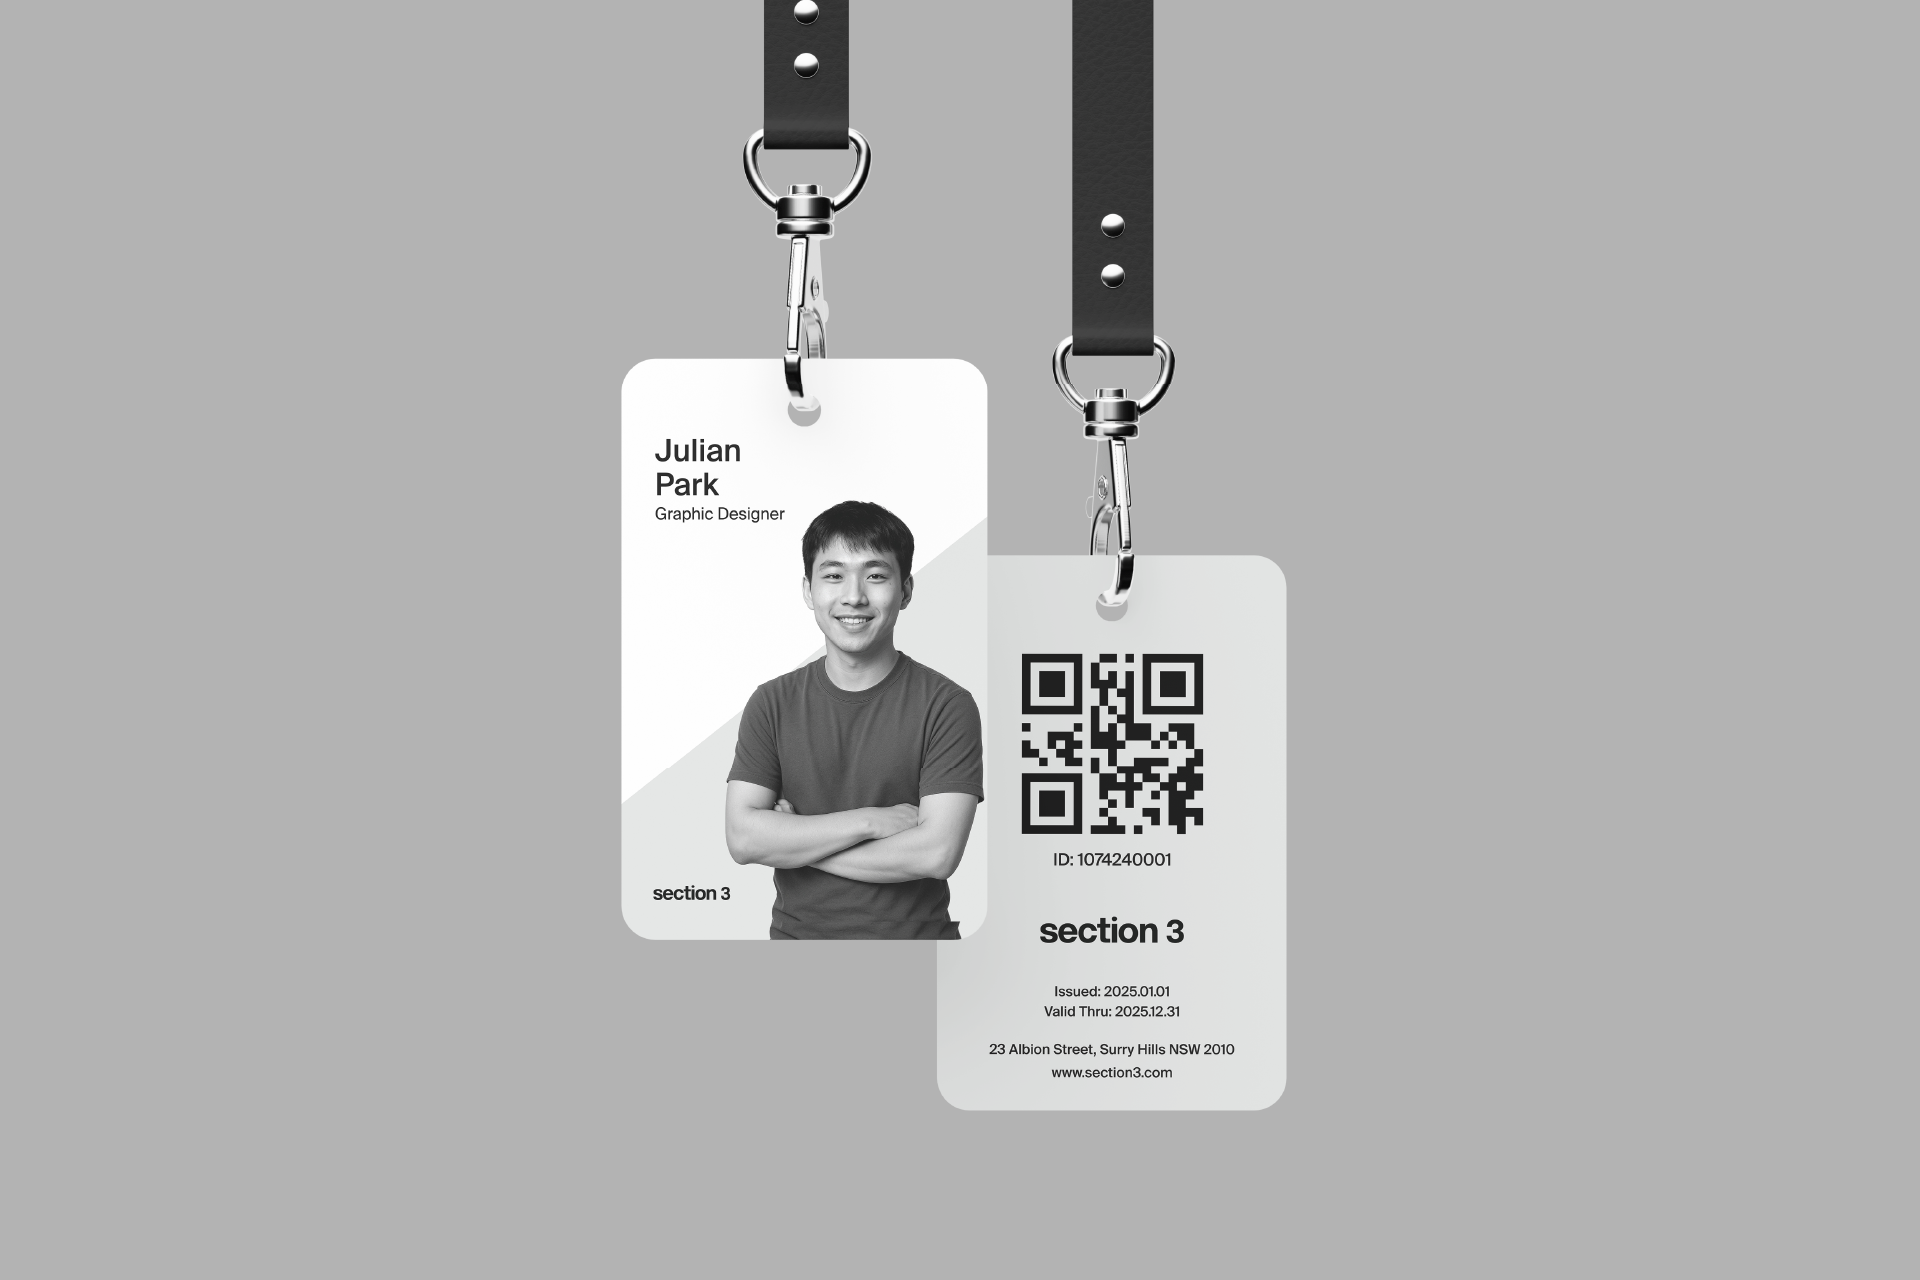 Julian
Park
Graphic Designer
section 3
ID: 1074240001
section 3
Issued: 2025.01.01
Valid Thru: 2025.12.31
23 Albion Street, Surry Hills NSW 2010
www.section3.com